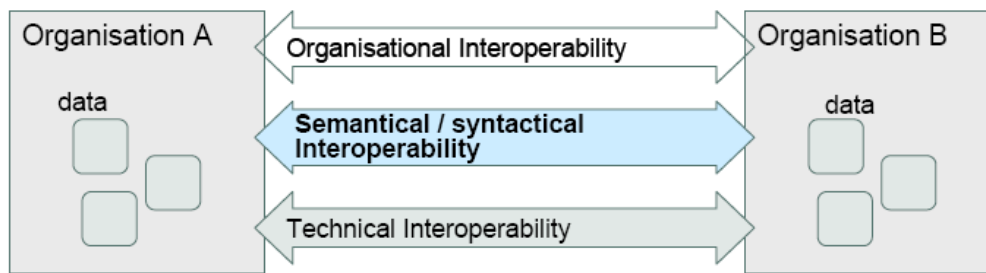 Organisation A
data
Organisational Interoperability
Semantical / syntactical
Interoperability
Technical Interoperability
Organisation B
data